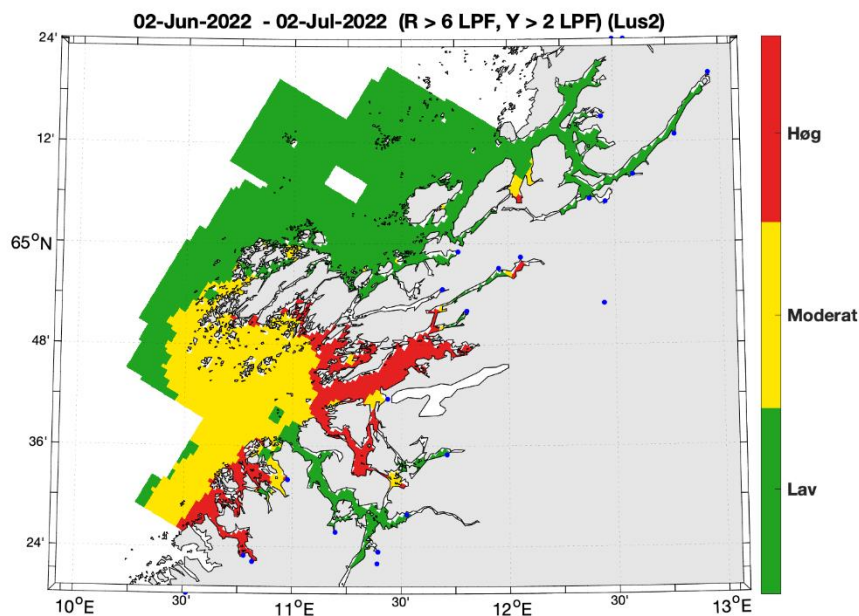 02-Jun-2022 - 02-Jul-2022 (R > 6 LPF, Y > 2 LPF) (Lus2)
24'
12'
65°N
48'
36'
24'
10°E
30'
11°E
30'
12°E
30'
13°E
Høg
Moderat
Lav